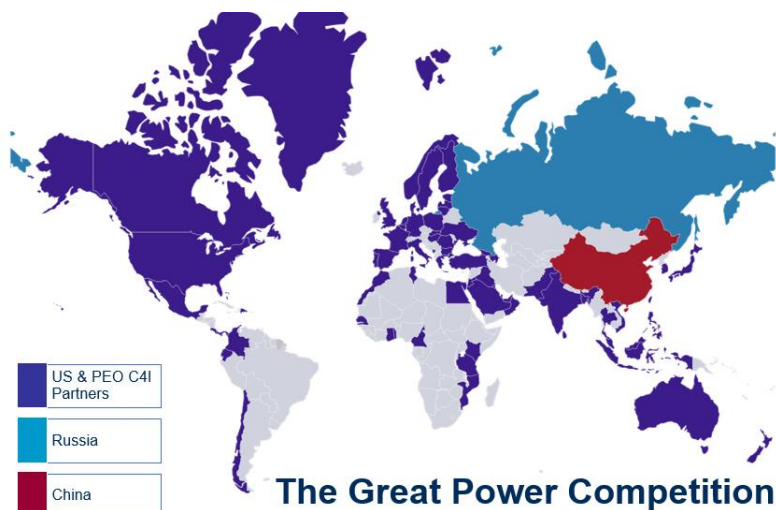 US & PEO C4I
Partners
Russia
China
The Great Power Competition